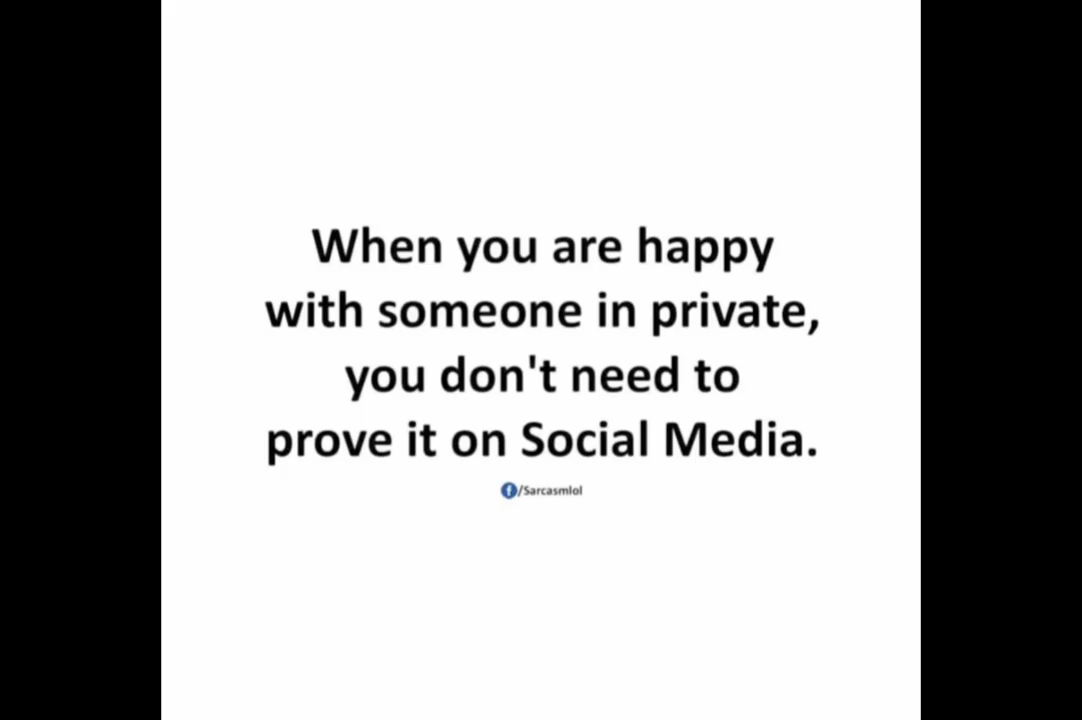 When you are happy
with someone in private,
you don't need to
prove it on Social Media.
/Sarcasmlol